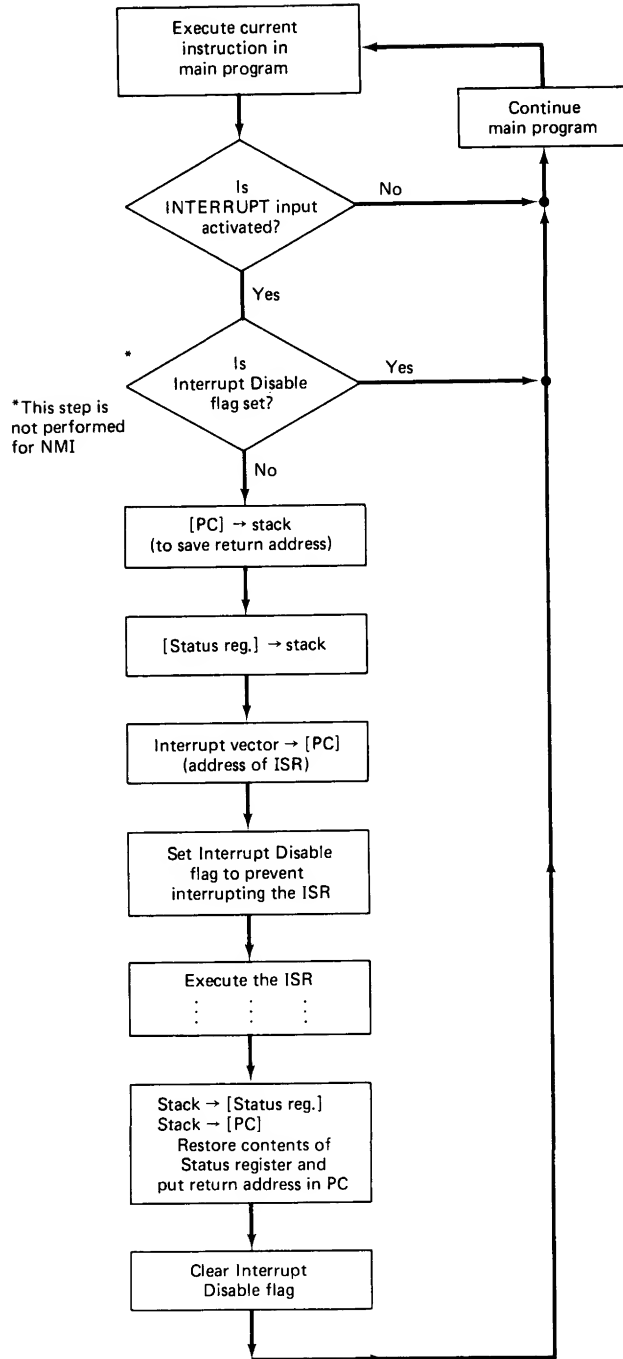 Execute current
instruction in
main program
Continue
main program
Is
INTERRUPT input
activated?
No
Yes
*
Is
Interrupt Disable
flag set?
Yes
*This step is
not performed
for NMI
No
[PC] → stack
(to save return address)
[Status reg.] → stack
Interrupt vector → [PC]
(address of ISR)
Set Interrupt Disable
flag to prevent
interrupting the ISR
Execute the ISR
Stack → [Status reg.]
Stack → [PC]
Restore contents of
Status register and
put return address in PC
Clear Interrupt
Disable flag